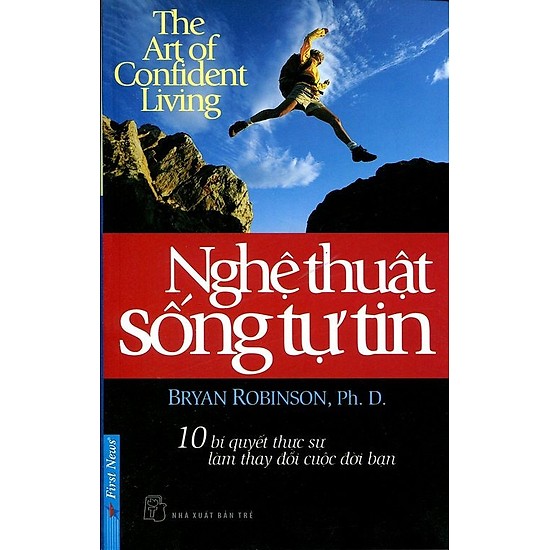 The
Art of
Confident
Living
Nghệ thuật
sống tự tin
BRYAN ROBINSON, Ph. D.
10 bí quyết thực sự
làm thay đổi cuộc đời bạn
First News®
NHÀ XUẤT BẢN TRẺ